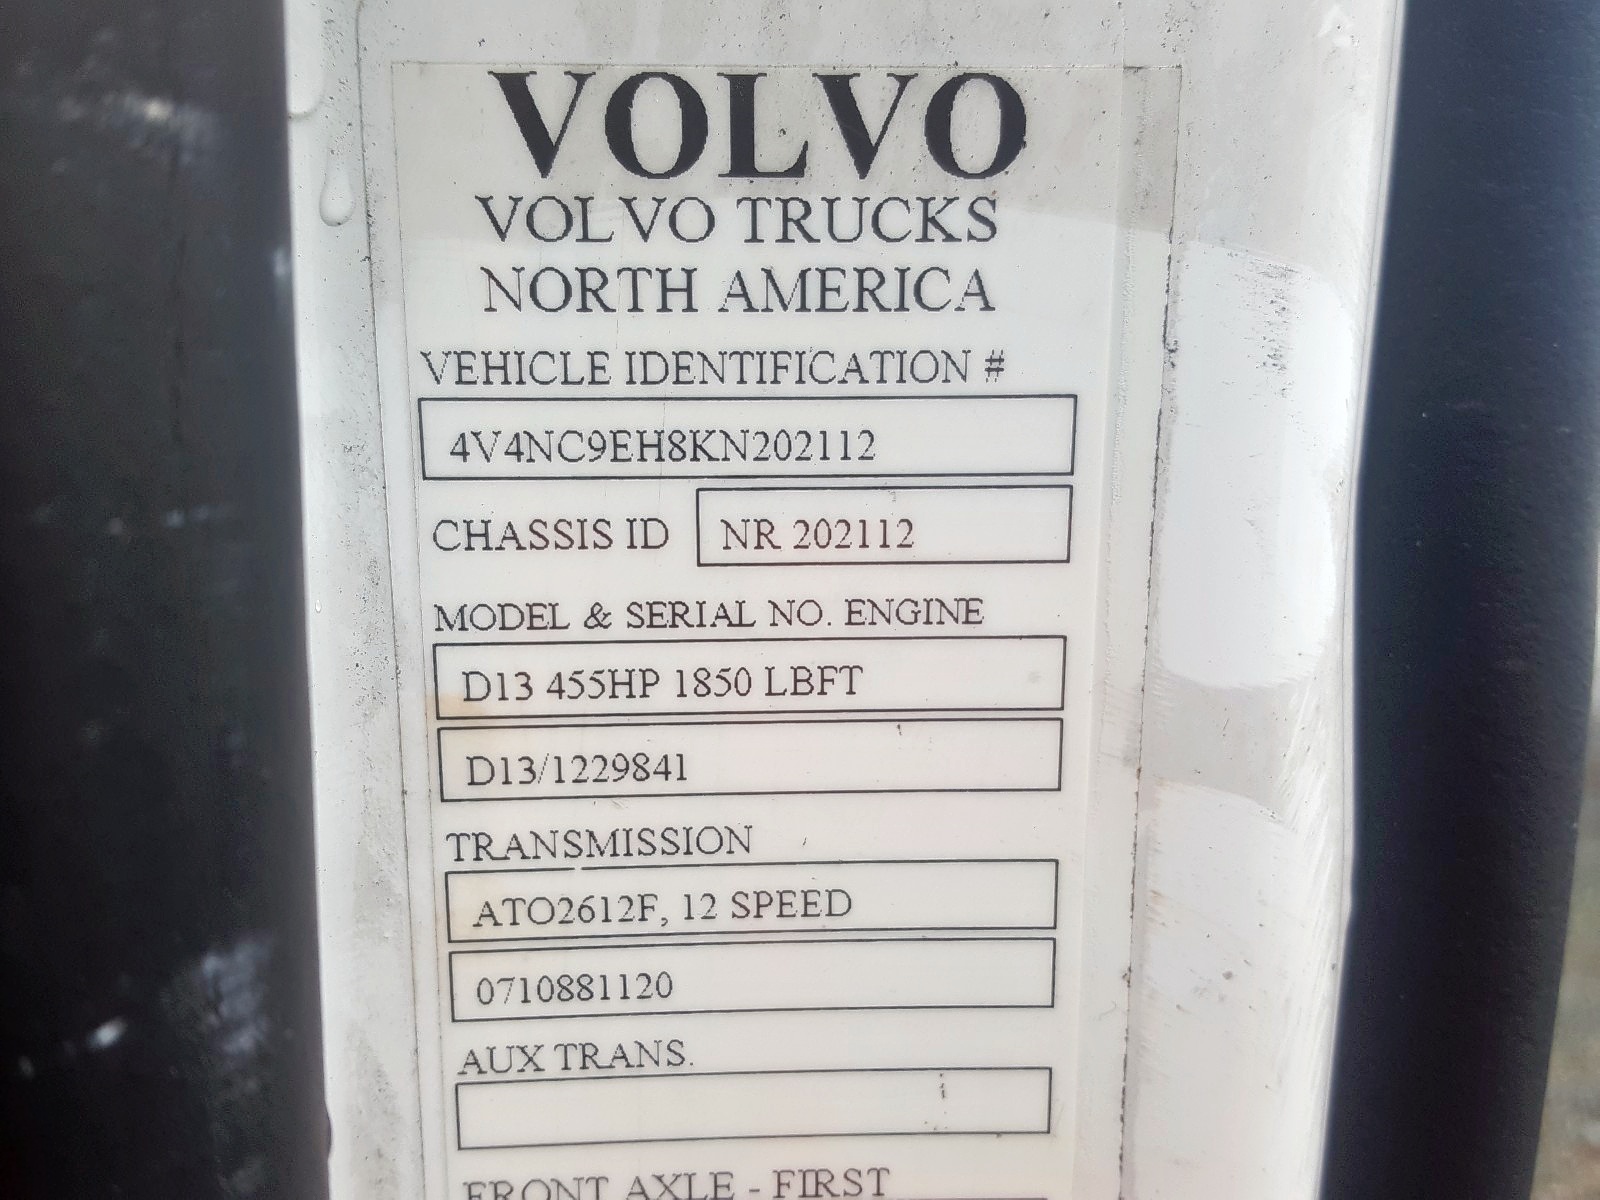 VOLVO
VOLVO TRUCKS
NORTH AMERICA
VEHICLE IDENTIFICATION #
4V4NC9EH8KN202112
CHASSIS ID NR 202112
MODEL & SERIAL NO. ENGINE
D13 455HP 1850 LBFT
D13/1229841
TRANSMISSION
ATO2612F, 12 SPEED
0710881120
AUX TRANS.
FRONT AXLE - FIRST